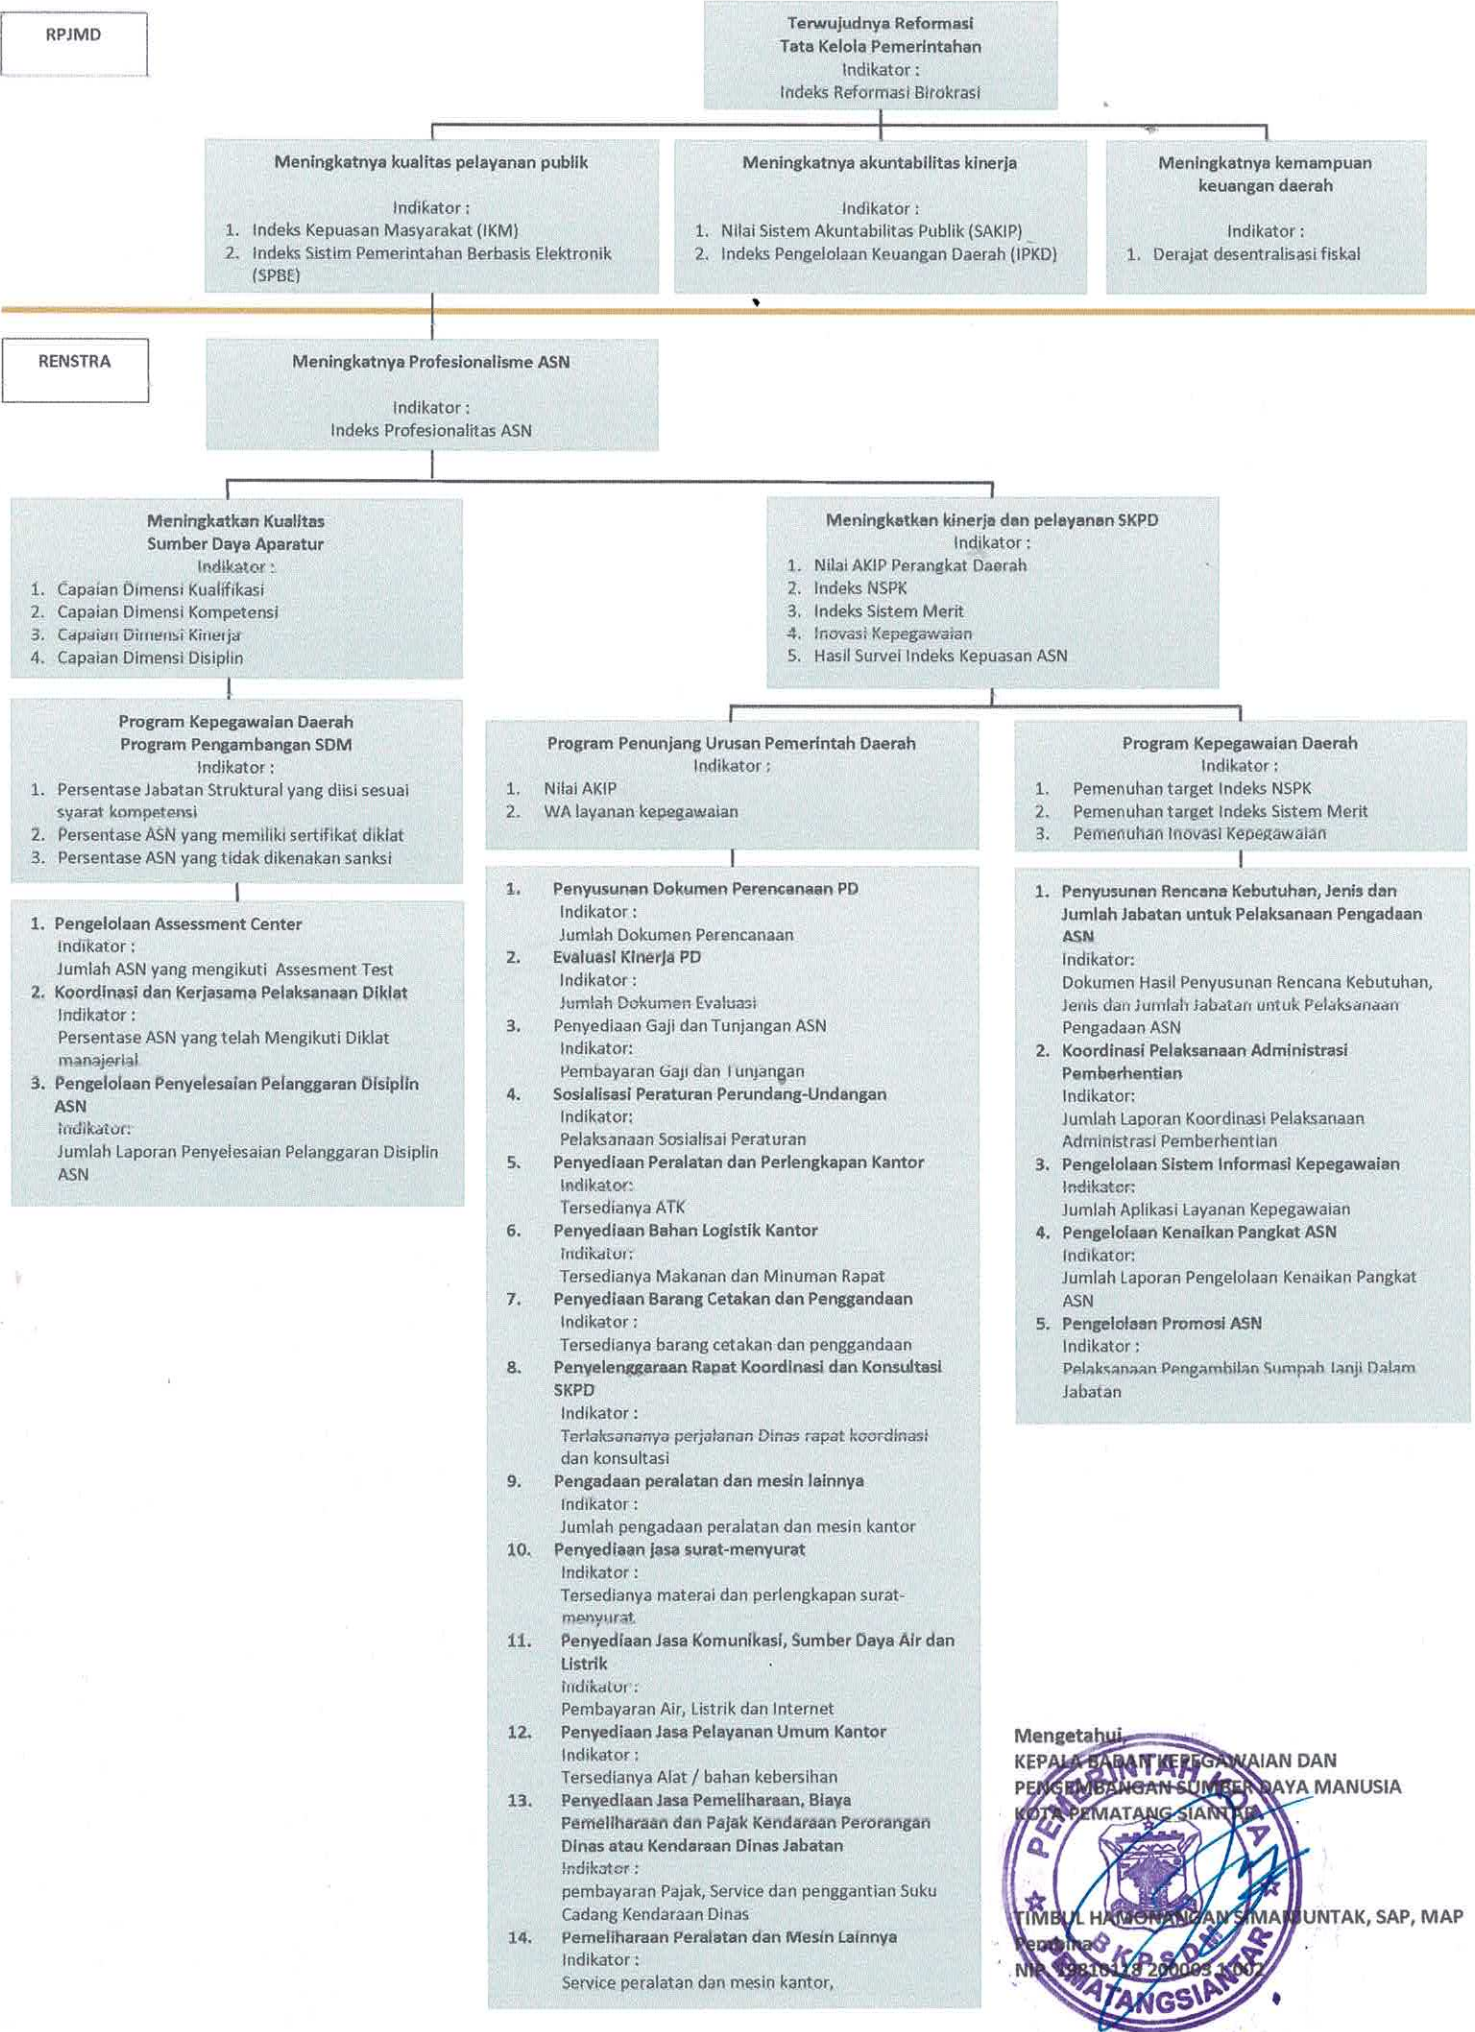 RPJMD
Terwujudnya Reformasi
Tata Kelola Pemerintahan
Indikator :
Indeks Reformasi Birokrasi
Meningkatnya kualitas pelayanan publik
Indikator :
1. Indeks Kepuasan Masyarakat (IKM)
2. Indeks Sistim Pemerintahan Berbasis Elektronik
(SPBE)
Meningkatnya akuntabilitas kinerja
Indikator :
1. Nilai Sistem Akuntabilitas Publik (SAKIP)
2. Indeks Pengelolaan Keuangan Daerah (IPKD)
Meningkatnya kemampuan
keuangan daerah
Indikator :
1. Derajat desentralisasi fiskal
RENSTRA
Meningkatnya Profesionalisme ASN
Indikator :
Indeks Profesionalitas ASN
Meningkatkan Kualitas
Sumber Daya Aparatur
Indikator :
1. Capaian Dimensi Kualifikasi
2. Capaian Dimensi Kompetensi
3. Capaian Dimensi Kinerja
4. Capaian Dimensi Disiplin
Meningkatkan kinerja dan pelayanan SKPD
Indikator :
1. Nilai AKIP Perangkat Daerah
2. Indeks NSPK
3. Indeks Sistem Merit
4. Inovasi Kepegawaian
5. Hasil Survei Indeks Kepuasan ASN
Program Kepegawaian Daerah
Program Pengambangan SDM
Indikator :
1. Persentase Jabatan Struktural yang diisi sesuai
syarat kompetensi
2. Persentase ASN yang memiliki sertifikat diklat
3. Persentase ASN yang tidak dikenakan sanksi
Program Penunjang Urusan Pemerintah Daerah
Indikator :
1. Nilai AKIP
2. WA layanan kepegawaian
Program Kepegawaian Daerah
Indikator :
1. Pemenuhan target Indeks NSPK
2. Pemenuhan target Indeks Sistem Merit
3. Pemenuhan Inovasi Kepegawaian
1. Pengelolaan Assessment Center
Indikator :
Jumlah ASN yang mengikuti Assesment Test
2. Koordinasi dan Kerjasama Pelaksanaan Diklat
Indikator :
Persentase ASN yang telah Mengikuti Diklat
manajerial
3. Pengelolaan Penyelesaian Pelanggaran Disiplin
ASN
Indikator:
Jumlah Laporan Penyelesaian Pelanggaran Disiplin
ASN
1. Penyusunan Dokumen Perencanaan PD
Indikator :
Jumlah Dokumen Perencanaan
2. Evaluasi Kinerja PD
Indikator :
Jumlah Dokumen Evaluasi
3. Penyediaan Gaji dan Tunjangan ASN
Indikator:
Pembayaran Gaji dan Tunjangan
4. Sosialisasi Peraturan Perundang-Undangan
Indikator:
Pelaksanaan Sosialisai Peraturan
5. Penyediaan Peralatan dan Perlengkapan Kantor
Indikator:
Tersedianya ATK
6. Penyediaan Bahan Logistik Kantor
Indikator:
Tersedianya Makanan dan Minuman Rapat
7. Penyediaan Barang Cetakan dan Penggandaan
Indikator :
Tersedianya barang cetakan dan penggandaan
8. Penyelenggaraan Rapat Koordinasi dan Konsultasi
SKPD
Indikator :
Terlaksananya perjalanan Dinas rapat koordinasi
dan konsultasi
9. Pengadaan peralatan dan mesin lainnya
Indikator :
Jumlah pengadaan peralatan dan mesin kantor
10. Penyediaan jasa surat-menyurat
Indikator :
Tersedianya materai dan perlengkapan surat-
menyurat
11. Penyediaan Jasa Komunikasi, Sumber Daya Air dan
Listrik
Indikator :
Pembayaran Air, Listrik dan Internet
12. Penyediaan Jasa Pelayanan Umum Kantor
Indikator :
Tersedianya Alat / bahan kebersihan
13. Penyediaan Jasa Pemeliharaan, Biaya
Pemeliharaan dan Pajak Kendaraan Perorangan
Dinas atau Kendaraan Dinas Jabatan
Indikator :
pembayaran Pajak, Service dan penggantian Suku
Cadang Kendaraan Dinas
14. Pemeliharaan Peralatan dan Mesin Lainnya
Indikator :
Service peralatan dan mesin kantor,
1. Penyusunan Rencana Kebutuhan, Jenis dan
Jumlah Jabatan untuk Pelaksanaan Pengadaan
ASN
Indikator:
Dokumen Hasil Penyusunan Rencana Kebutuhan,
Jenis dan Jumlah Jabatan untuk Pelaksanaan
Pengadaan ASN
2. Koordinasi Pelaksanaan Administrasi
Pemberhentian
Indikator:
Jumlah Laporan Koordinasi Pelaksanaan
Administrasi Pemberhentian
3. Pengelolaan Sistem Informasi Kepegawaian
Indikator:
Jumlah Aplikasi Layanan Kepegawaian
4. Pengelolaan Kenaikan Pangkat ASN
Indikator:
Jumlah Laporan Pengelolaan Kenaikan Pangkat
ASN
5. Pengelolaan Promosi ASN
Indikator :
Pelaksanaan Pengambilan Sumpah Janji Dalam
Jabatan
Mengetahui,
KEPALA BADAN KEPEGAWAIAN DAN
PENGEMBANGAN SUMBER DAYA MANUSIA
KOTA PEMATANG SIANTAR
TIMBUL HAMONANGAN SIMANJUNTAK, SAP, MAP
Pembina
NIP. 200003 1 002
PEMERINTAH KOTA
BKPSDM
PEMATANGSIANTAR